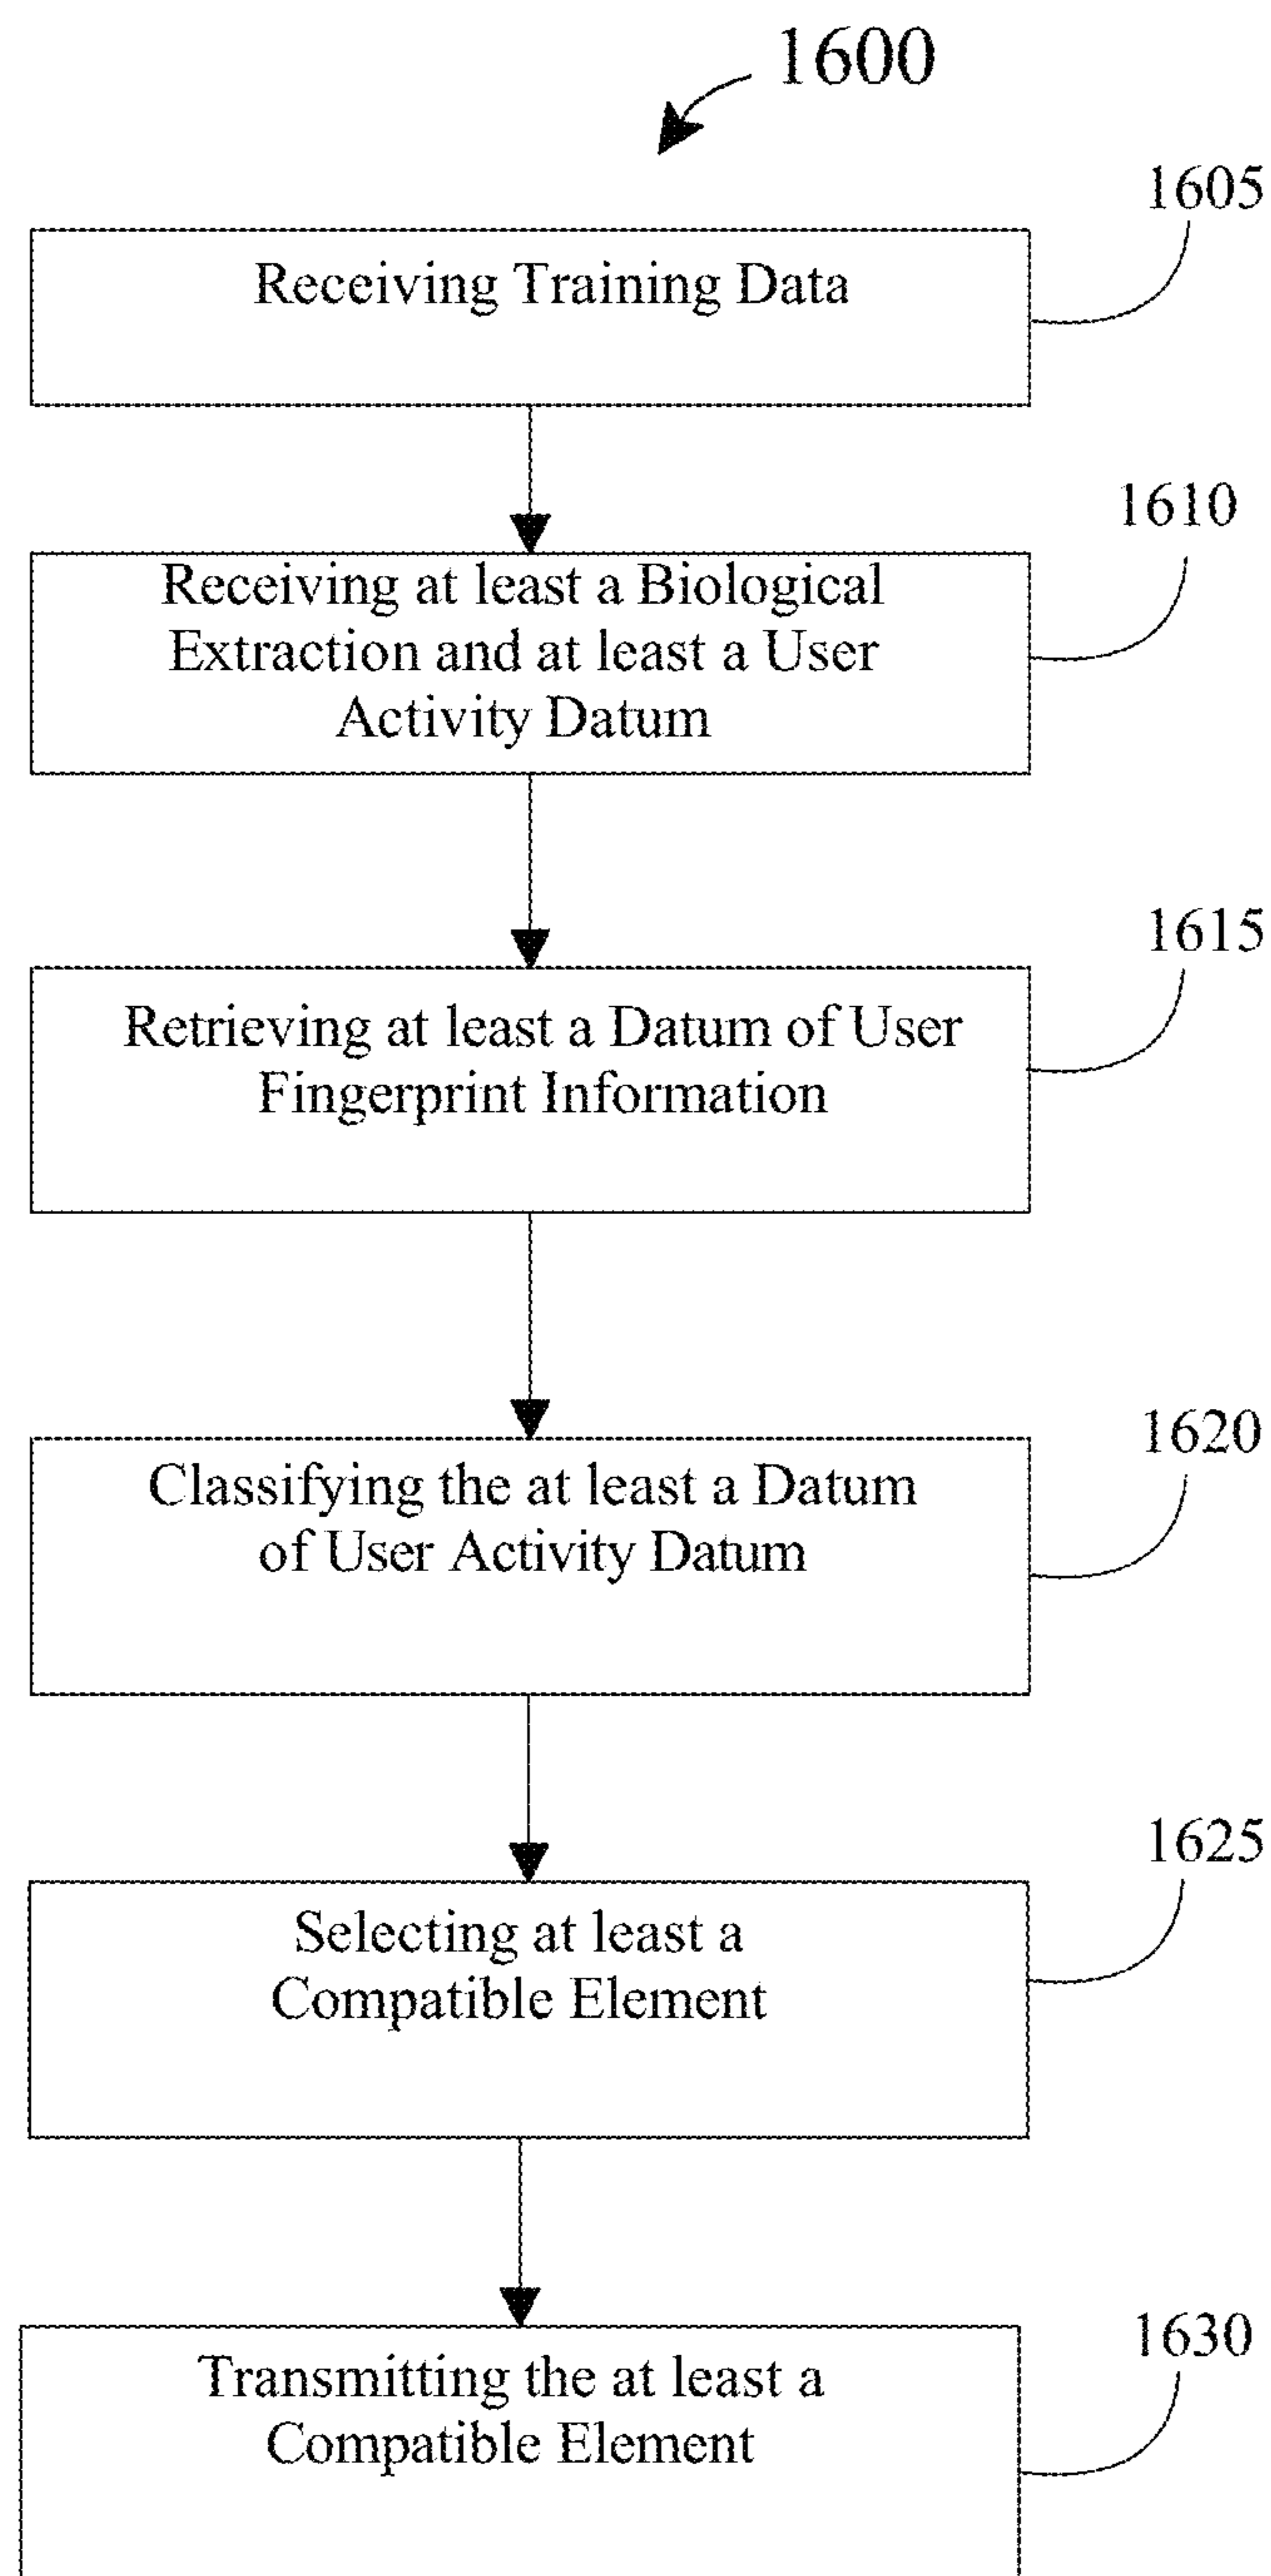 1600
1605
Receiving Training Data
1610
Receiving at least a Biological
Extraction and at least a User
Activity Datum
1615
Retrieving at least a Datum of User
Fingerprint Information
1620
Classifying the at least a Datum
of User Activity Datum
1625
Selecting at least a
Compatible Element
1630
Transmitting the at least a
Compatible Element